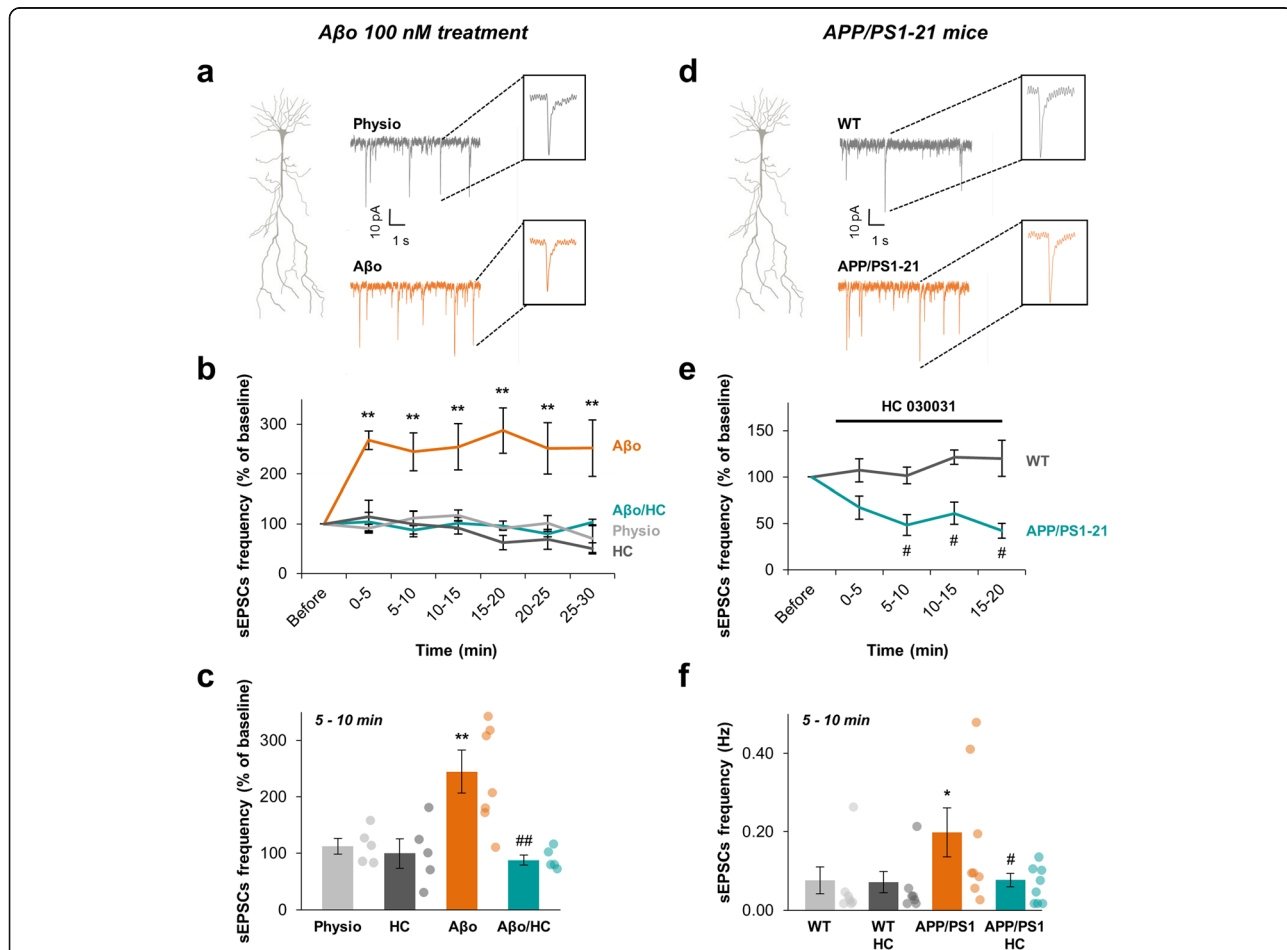 Aβo 100 nM treatment
APP/PS1-21 mice
a
Physio
10 pA
1 s
Aβo
d
WT
10 pA
1 s
APP/PS1-21
b
sEPSCs frequency (% of baseline)
300
200
100
0
** ** ** ** ** **
Aβo
Aβo/HC
Physio
HC
Before 0-5 5-10 10-15 15-20 20-25 25-30
Time (min)
e
sEPSCs frequency (% of baseline)
150
100
50
0
HC 030031
WT
APP/PS1-21
# # #
Before 0-5 5-10 10-15 15-20
Time (min)
c
sEPSCs frequency (% of baseline)
300
200
100
0
5 - 10 min
**
##
Physio HC Aβo Aβo/HC
f
sEPSCs frequency (Hz)
0.40
0.20
0.00
5 - 10 min
*
#
WT WT HC APP/PS1 APP/PS1 HC